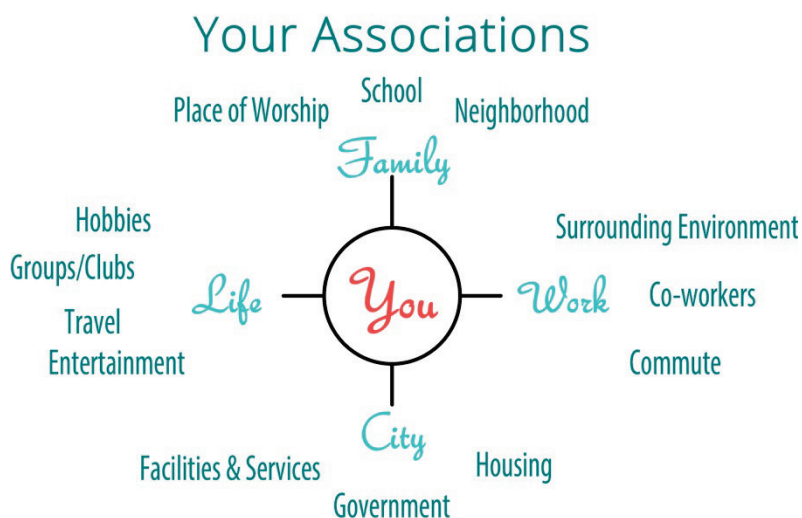 Your Associations
School
Place of Worship
Neighborhood
Family
Hobbies
Groups/Clubs
Travel
Entertainment
Life
You
Work
Surrounding Environment
Co-workers
Commute
City
Facilities & Services
Government
Housing